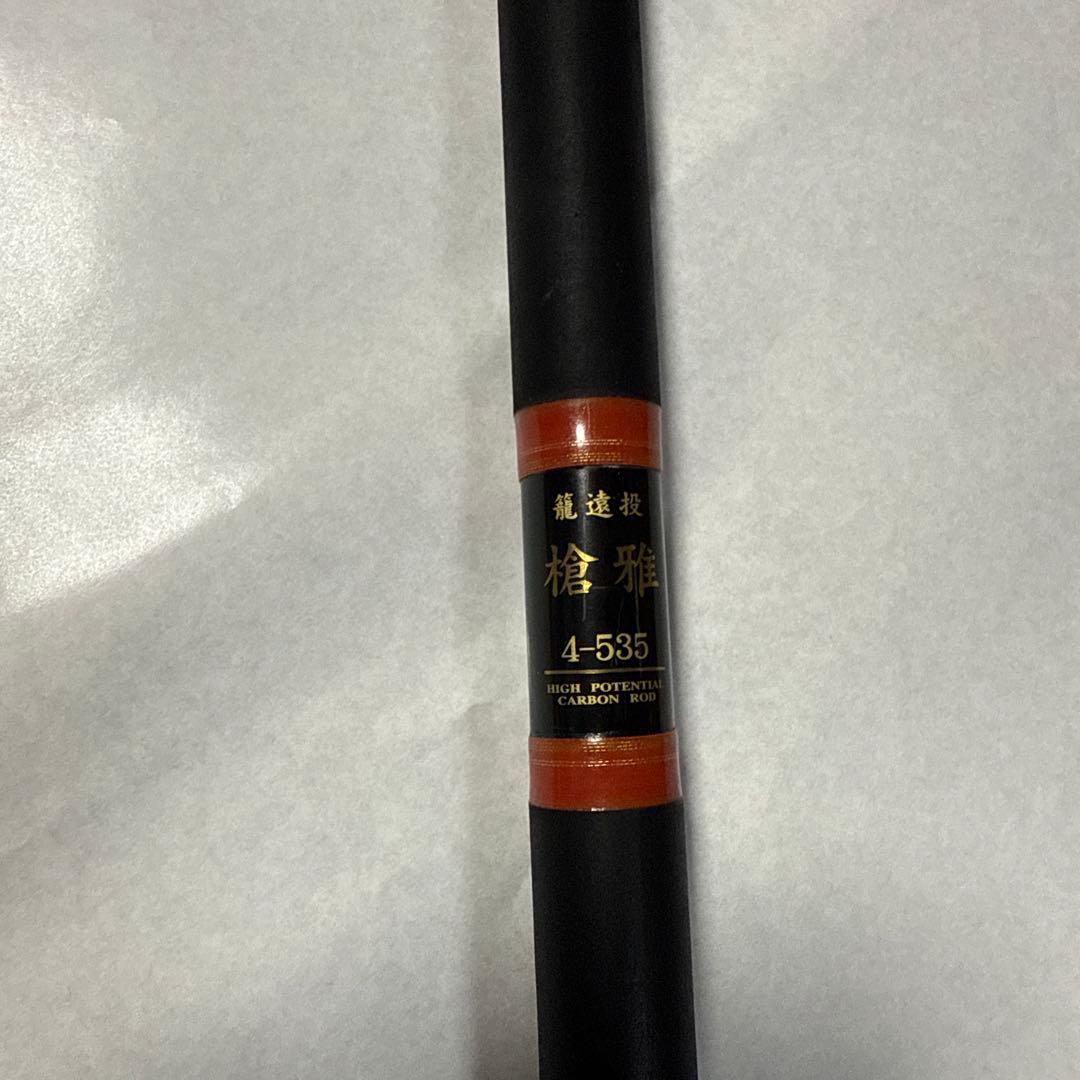 籠遠投
槍雅
4-535
HIGH POTENTIAL
CARBON ROD